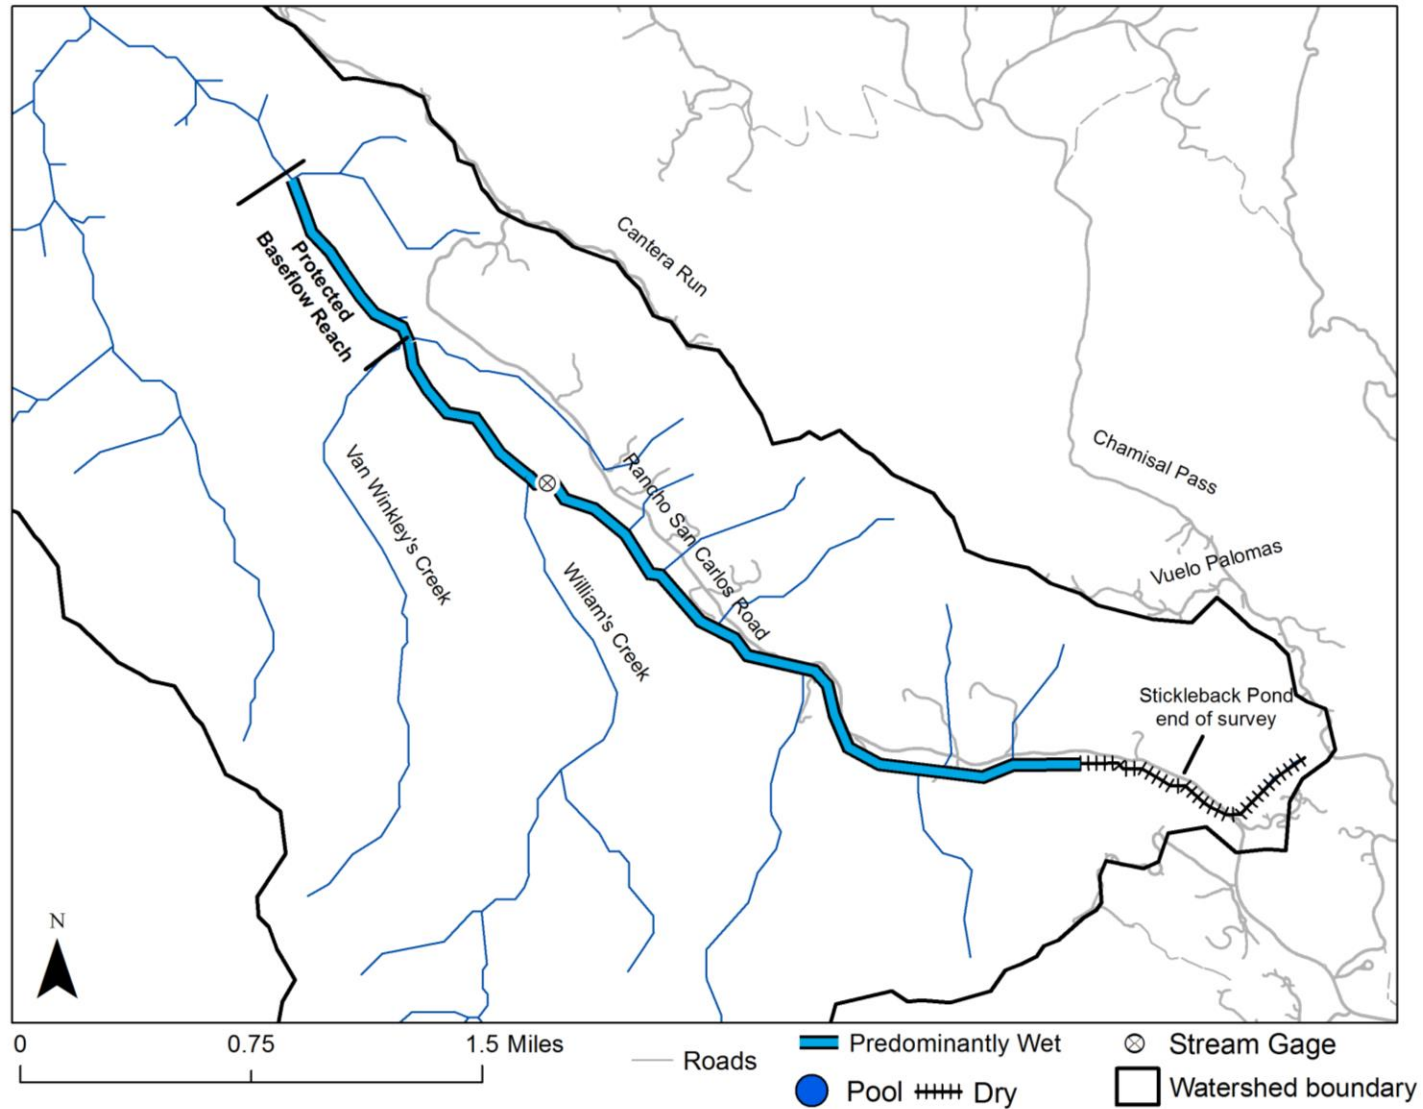 Cantera Run
Protected
Baseflow Reach
Chamisal Pass
Rancho San Carlos Road
Van Winkley's Creek
Vuelo Palomas
William's Creek
Stickleback Pond
end of survey
N
0 0.75 1.5 Miles
Roads
Predominantly Wet
Stream Gage
Pool
Dry
Watershed boundary